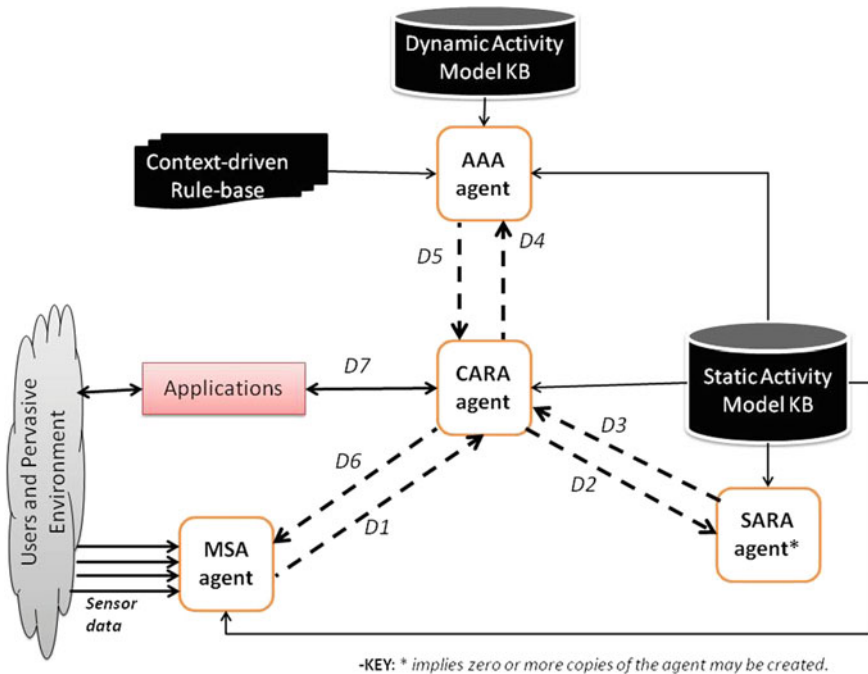 Dynamic Activity
Model KB
Context-driven
Rule-base
AAA
agent
D5
D4
Users and Pervasive
Environment
Applications
D7
CARA
agent
Static Activity
Model KB
D6
D1
D3
D2
MSA
agent
SARA
agent*
Sensor
data
-KEY: * implies zero or more copies of the agent may be created.